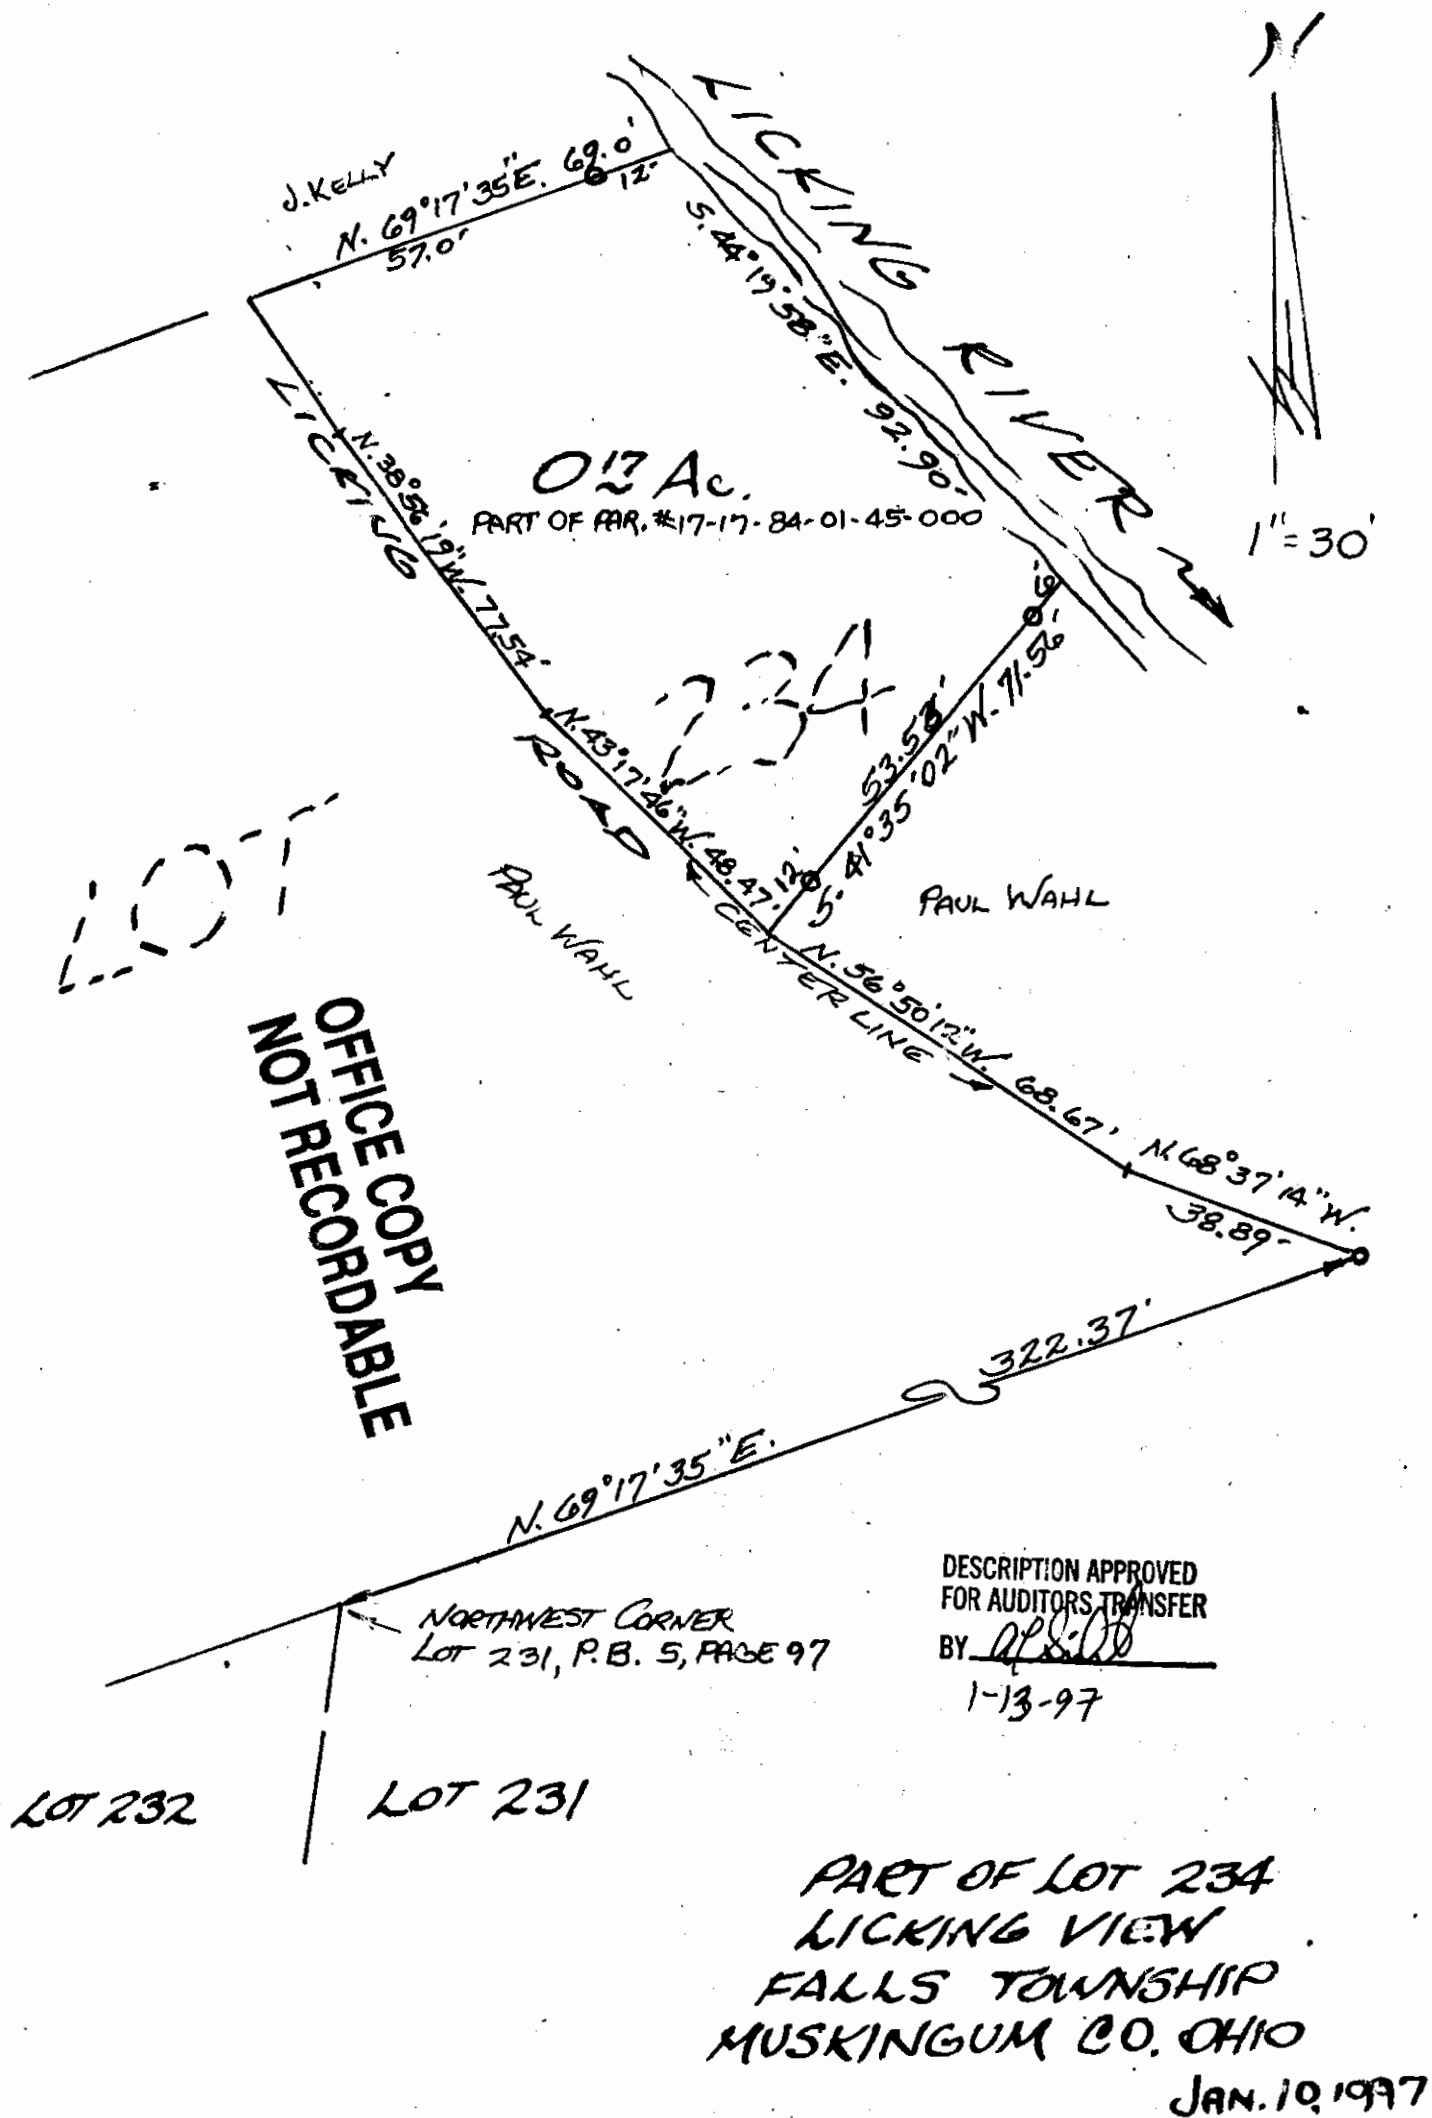 N
LICKING RIVER
J. KELLY
N. 69°17'35"E. 69.0'
57.0'
12'
S. 44°19'58"E. 92.90'
1"=30'
LICKING ROAD
N. 38°56'19"W. 77.54'
0.17 Ac.
PART OF PAR. #17-17-84-01-45-000
6'
53.53'
S. 41°35'02"W. 71.56'
12'
N. 43°17'46"W. 48.47'
LOT 234
PAUL WAHL
PAUL WAHL
CENTER LINE
N. 56°50'12"W. 68.67'
N. 68°37'14"W.
38.89'
OFFICE COPY
NOT RECORDABLE
322.37'
N. 69°17'35"E.
NORTHWEST CORNER
LOT 231, P.B. 5, PAGE 97
DESCRIPTION APPROVED
FOR AUDITORS TRANSFER
BY
1-13-97
LOT 232
LOT 231
PART OF LOT 234
LICKING VIEW
FALLS TOWNSHIP
MUSKINGUM CO. OHIO
JAN. 10, 1997